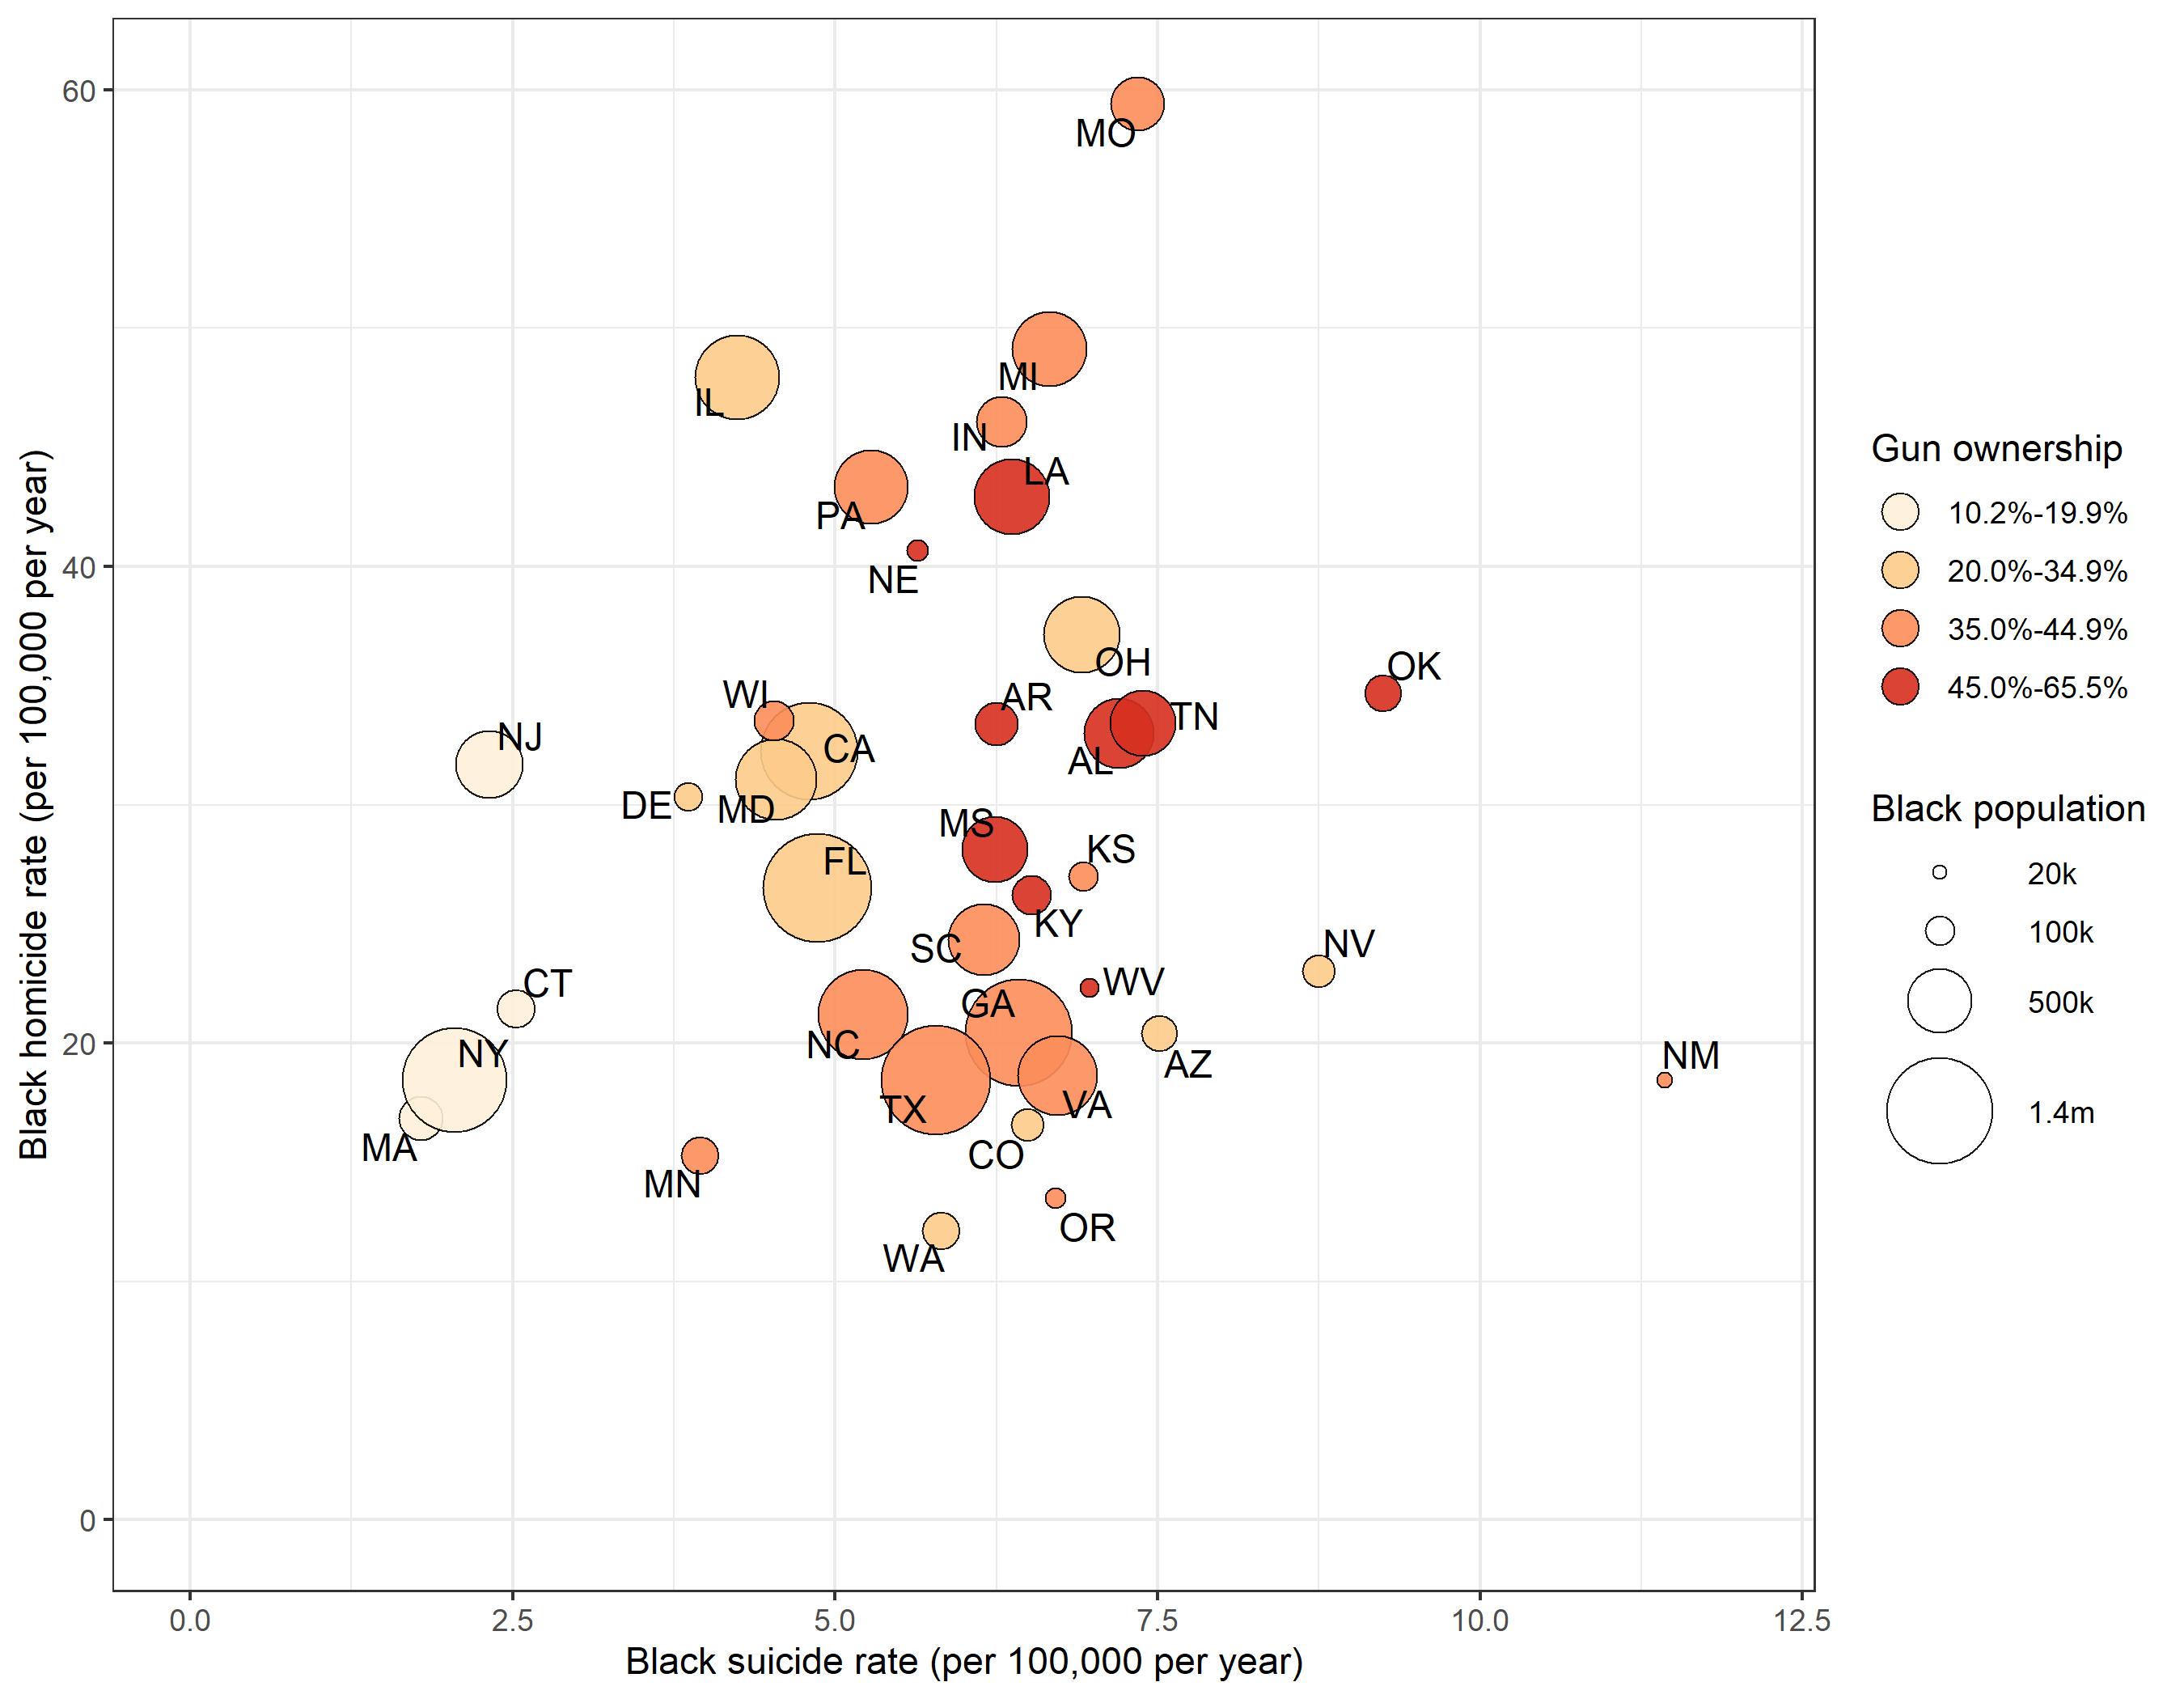 60
40
20
0
Black homicide rate (per 100,000 per year)
MO
MI
IL
IN
LA
PA
NE
OH
OK
WI
AR
TN
NJ
CA
AL
DE
MD
MS
KS
FL
KY
SC
NV
WV
CT
GA
NC
NY
AZ
NM
TX
VA
MA
CO
MN
OR
WA
0.0
2.5
5.0
7.5
10.0
12.5
Black suicide rate (per 100,000 per year)
Gun ownership
10.2%-19.9%
20.0%-34.9%
35.0%-44.9%
45.0%-65.5%
Black population
20k
100k
500k
1.4m